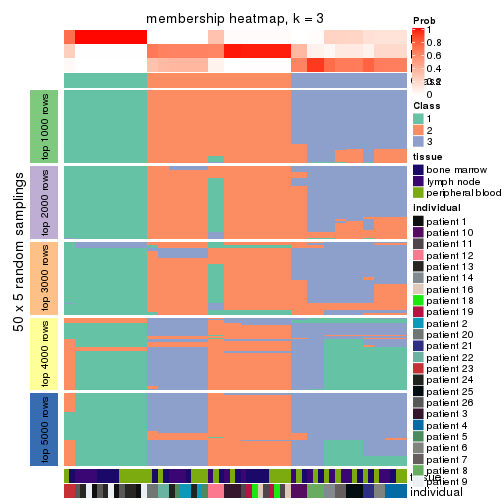 membership heatmap, k = 3
50 x 5 random samplings
top 1000 rows
top 2000 rows
top 3000 rows
top 4000 rows
top 5000 rows
Prob
1
0.8
0.6
0.4
0.2
0
Class
Class
1
2
3
tissue
bone marrow
lymph node
peripheral blood
individual
patient 1
patient 10
patient 11
patient 12
patient 13
patient 14
patient 16
patient 18
patient 19
patient 2
patient 20
patient 21
patient 22
patient 23
patient 24
patient 25
patient 26
patient 3
patient 4
patient 5
patient 6
patient 7
patient 8
patient 9
tissue
individual